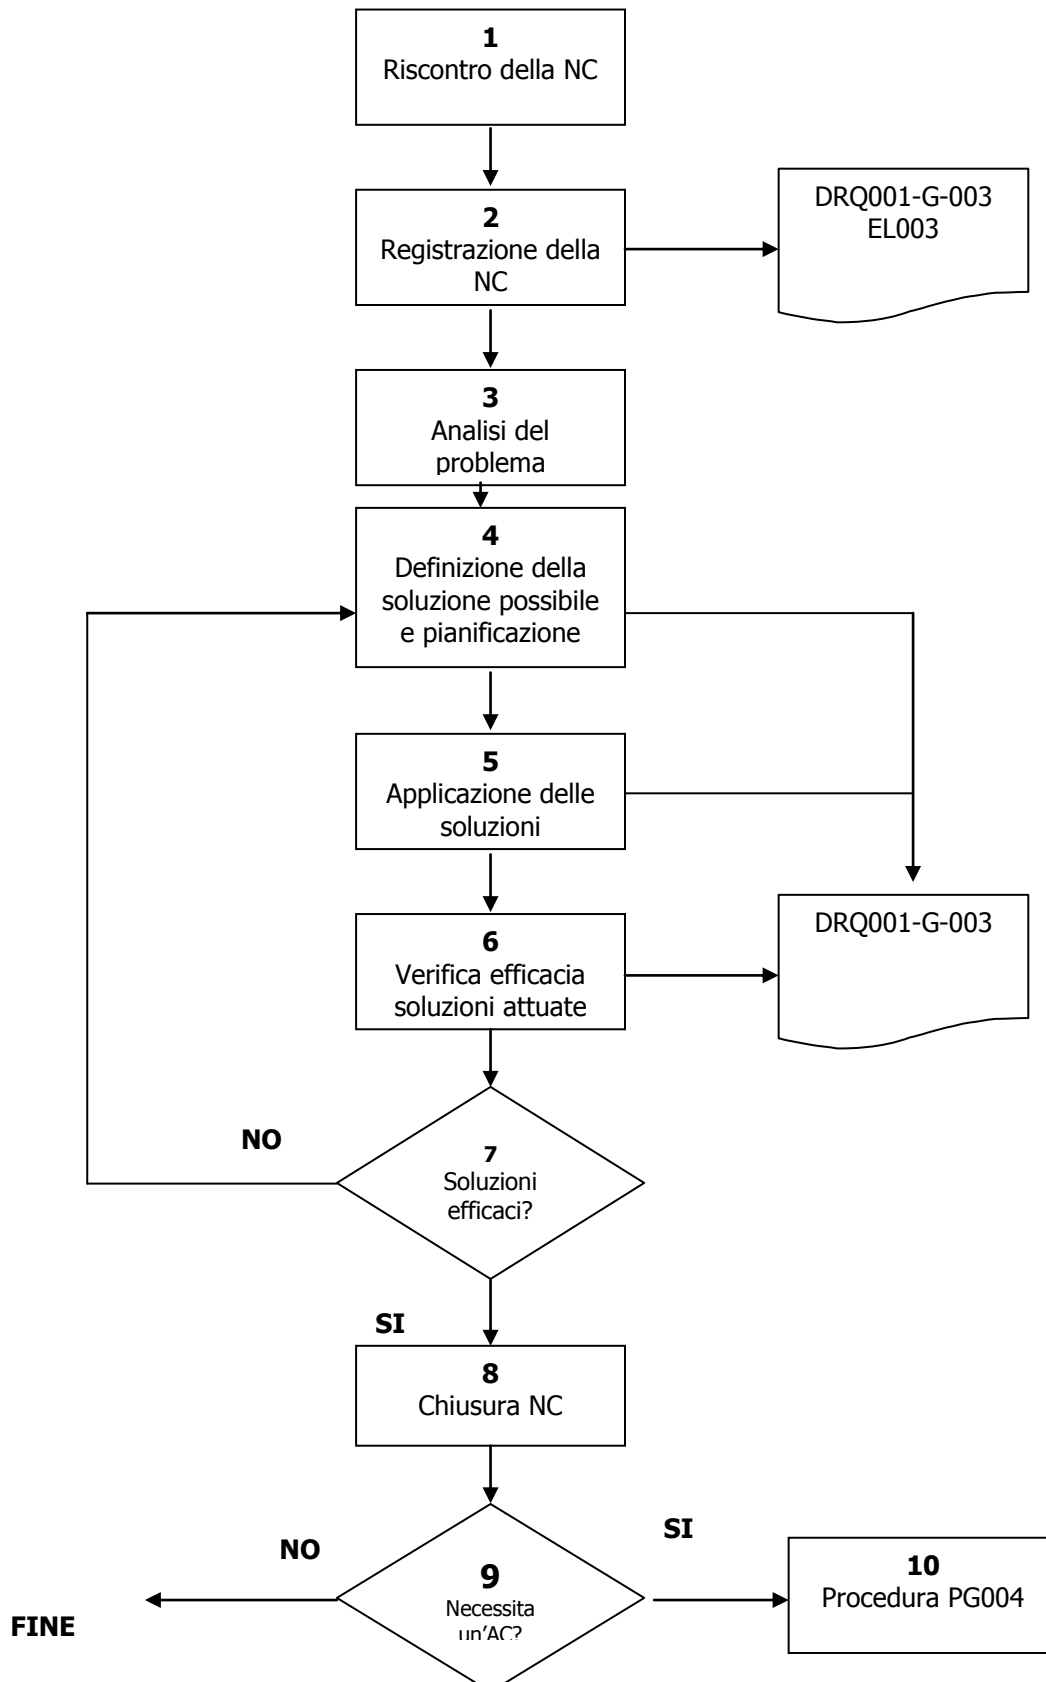 1
Riscontro della NC
2
Registrazione della
NC
DRQ001-G-003
EL003
3
Analisi del
problema
4
Definizione della
soluzione possibile
e pianificazione
5
Applicazione delle
soluzioni
6
Verifica efficacia
soluzioni attuate
DRQ001-G-003
NO
7
Soluzioni
efficaci?
SI
8
Chiusura NC
NO
SI
9
Necessita
un'AC?
10
Procedura PG004
FINE